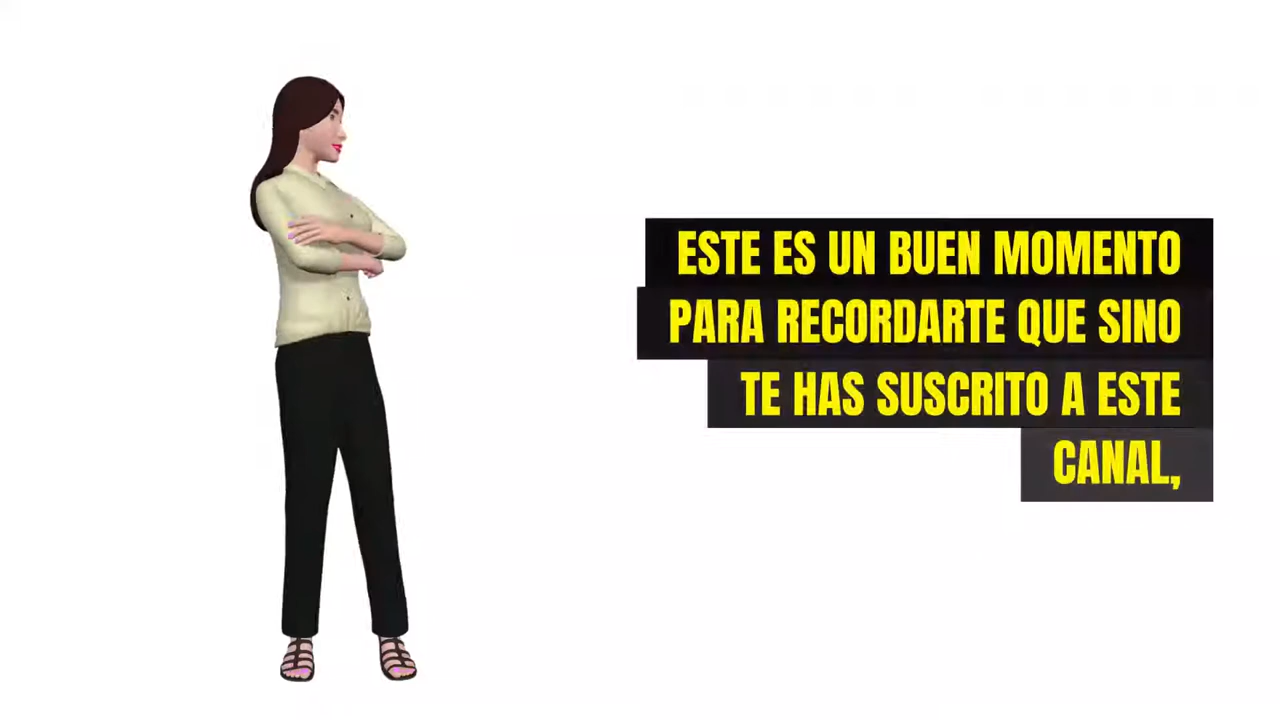 ESTE ES UN BUEN MOMENTO
PARA RECORDARTE QUE SINO
TE HAS SUSCRITO A ESTE
CANAL,